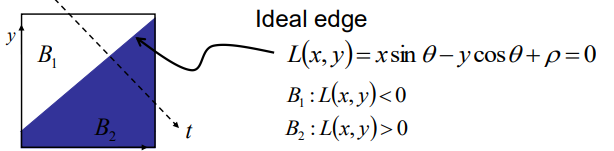 Ideal edge
y
B₁
L(x, y) = x sin θ − y cos θ + ρ = 0
B₁ : L(x, y) < 0
B₂
t
B₂ : L(x, y) > 0